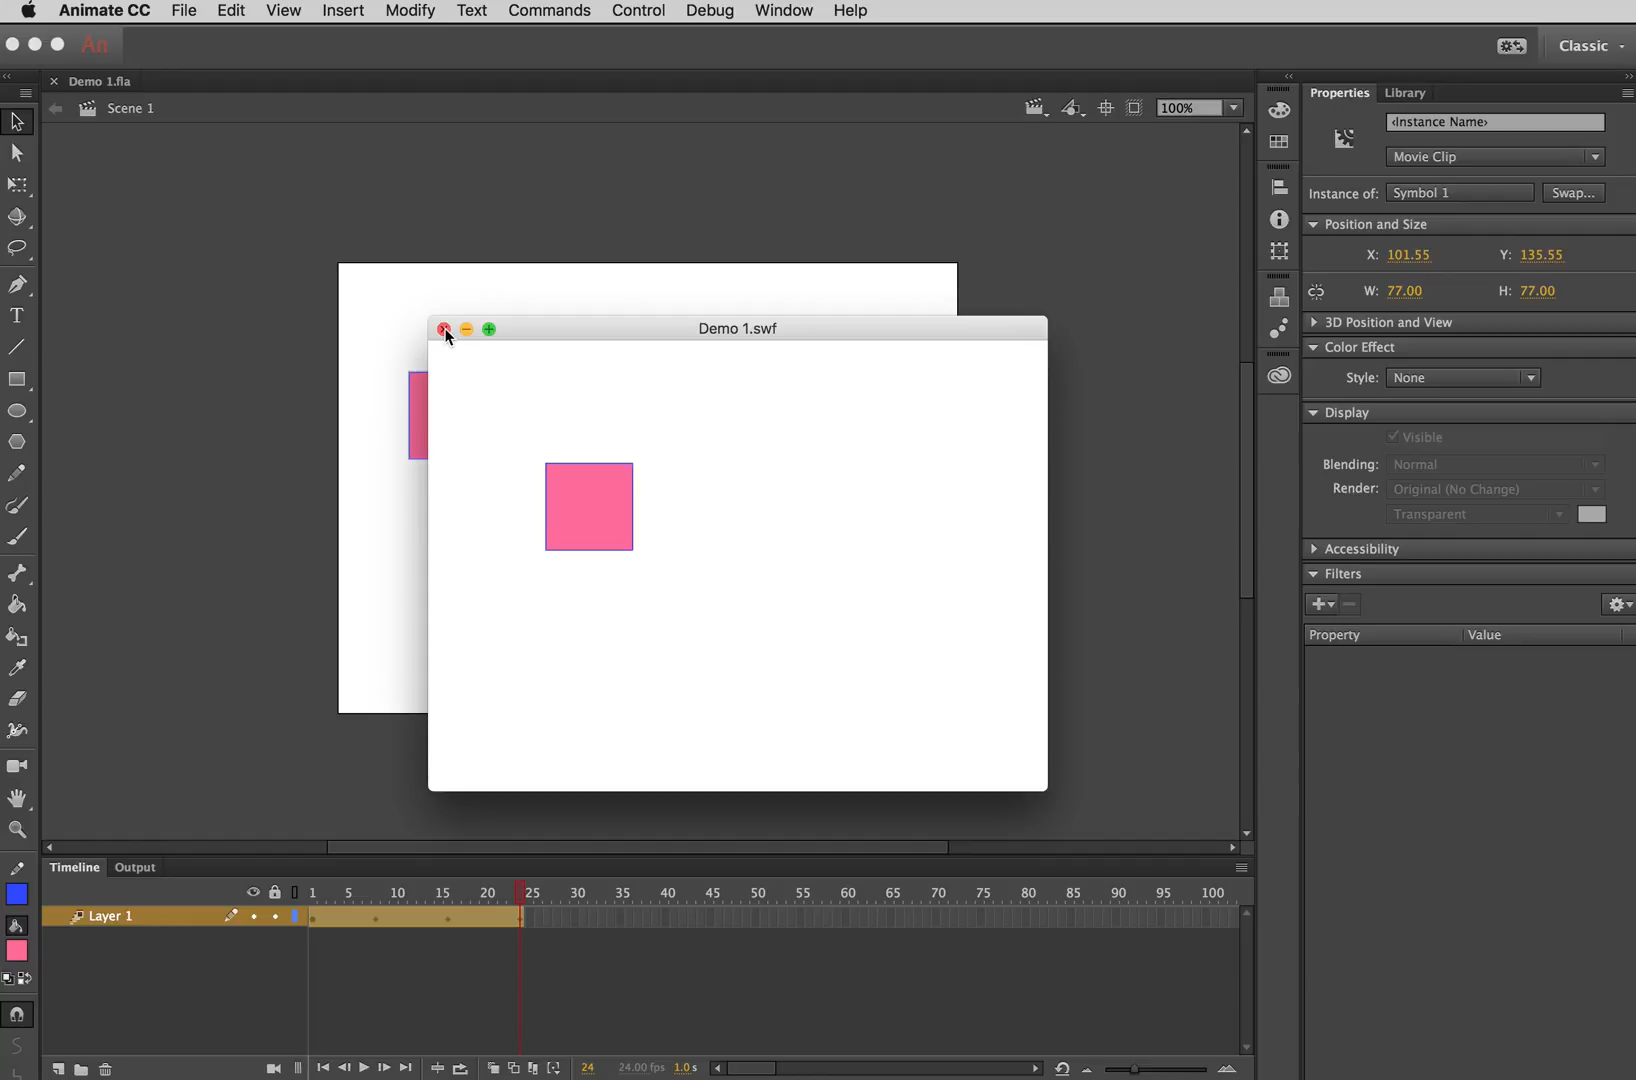 Animate CC File Edit View Insert Modify Text Commands Control Debug Window Help
An Classic
Demo 1.fla
Scene 1 100%
Demo 1.swf
Properties Library
<Instance Name>
Movie Clip
Instance of: Symbol 1 Swap...
Position and Size
X: 101.55 Y: 135.55
W: 77.00 H: 77.00
3D Position and View
Color Effect
Style: None
Display
Visible
Blending: Normal
Render: Original (No Change)
Transparent
Accessibility
Filters
Property Value
Timeline Output
1 5 10 15 20 25 30 35 40 45 50 55 60 65 70 75 80 85 90 95 100
Layer 1
24 24.00 fps 1.0 s